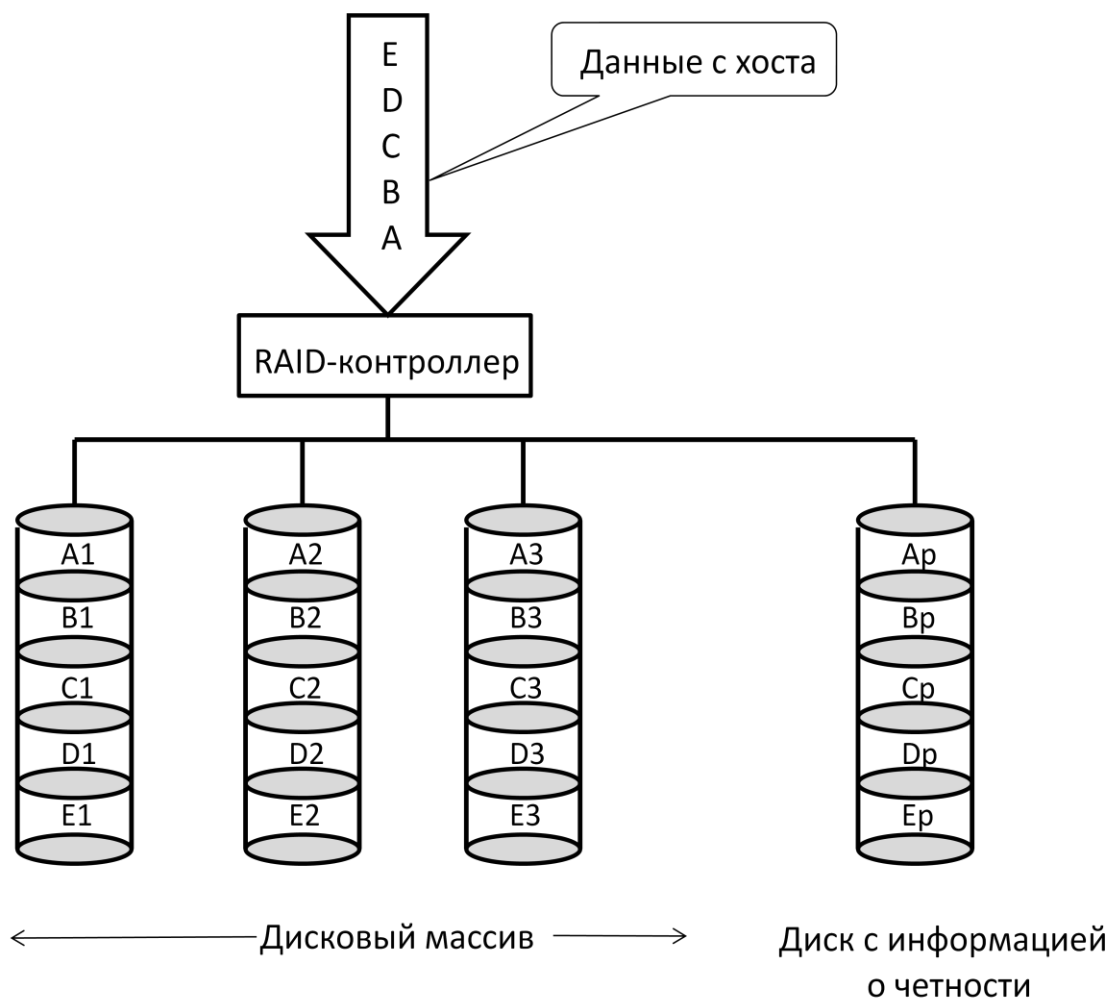 E
D
C
B
A
Данные с хоста
RAID-контроллер
A1 A2 A3 Ap
B1 B2 B3 Bp
C1 C2 C3 Cp
D1 D2 D3 Dp
E1 E2 E3 Ep
Дисковый массив
Диск с информацией
о четности